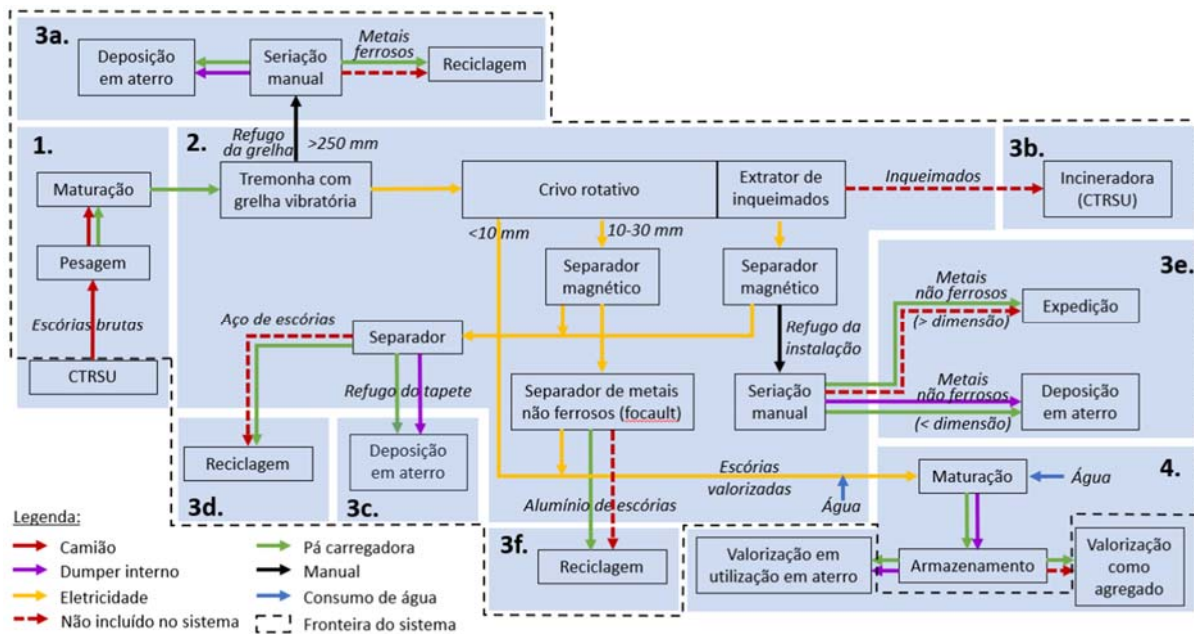 3a.
Deposição
em aterro
Seriação
manual
Metais
ferrosos
Reciclagem
Refugo
da grelha
>250 mm
1.
Maturação
Pesagem
Escórias brutas
CTRSU
2.
Tremonha com
grelha vibratória
Crivo rotativo
Extrator de
inqueimados
Inqueimados
3b.
Incineradora
(CTRSU)
<10 mm
10-30 mm
Separador
magnético
Separador
magnético
Aço de escórias
Separador
Refugo do tapete
Refugo da
instalação
Separador de metais
não ferrosos (focault)
Seriação
manual
3e.
Metais
não ferrosos
(> dimensão)
Expedição
Metais
não ferrosos
(< dimensão)
Deposição
em aterro
Reciclagem
3d.
Deposição
em aterro
3c.
Escórias
valorizadas
Água
Alumínio de escórias
3f.
Reciclagem
4.
Maturação
Água
Valorização em
utilização em aterro
Armazenamento
Valorização
como
agregado
Legenda:
Camião
Dumper interno
Eletricidade
Não incluído no sistema
Pá carregadora
Manual
Consumo de água
Fronteira do sistema